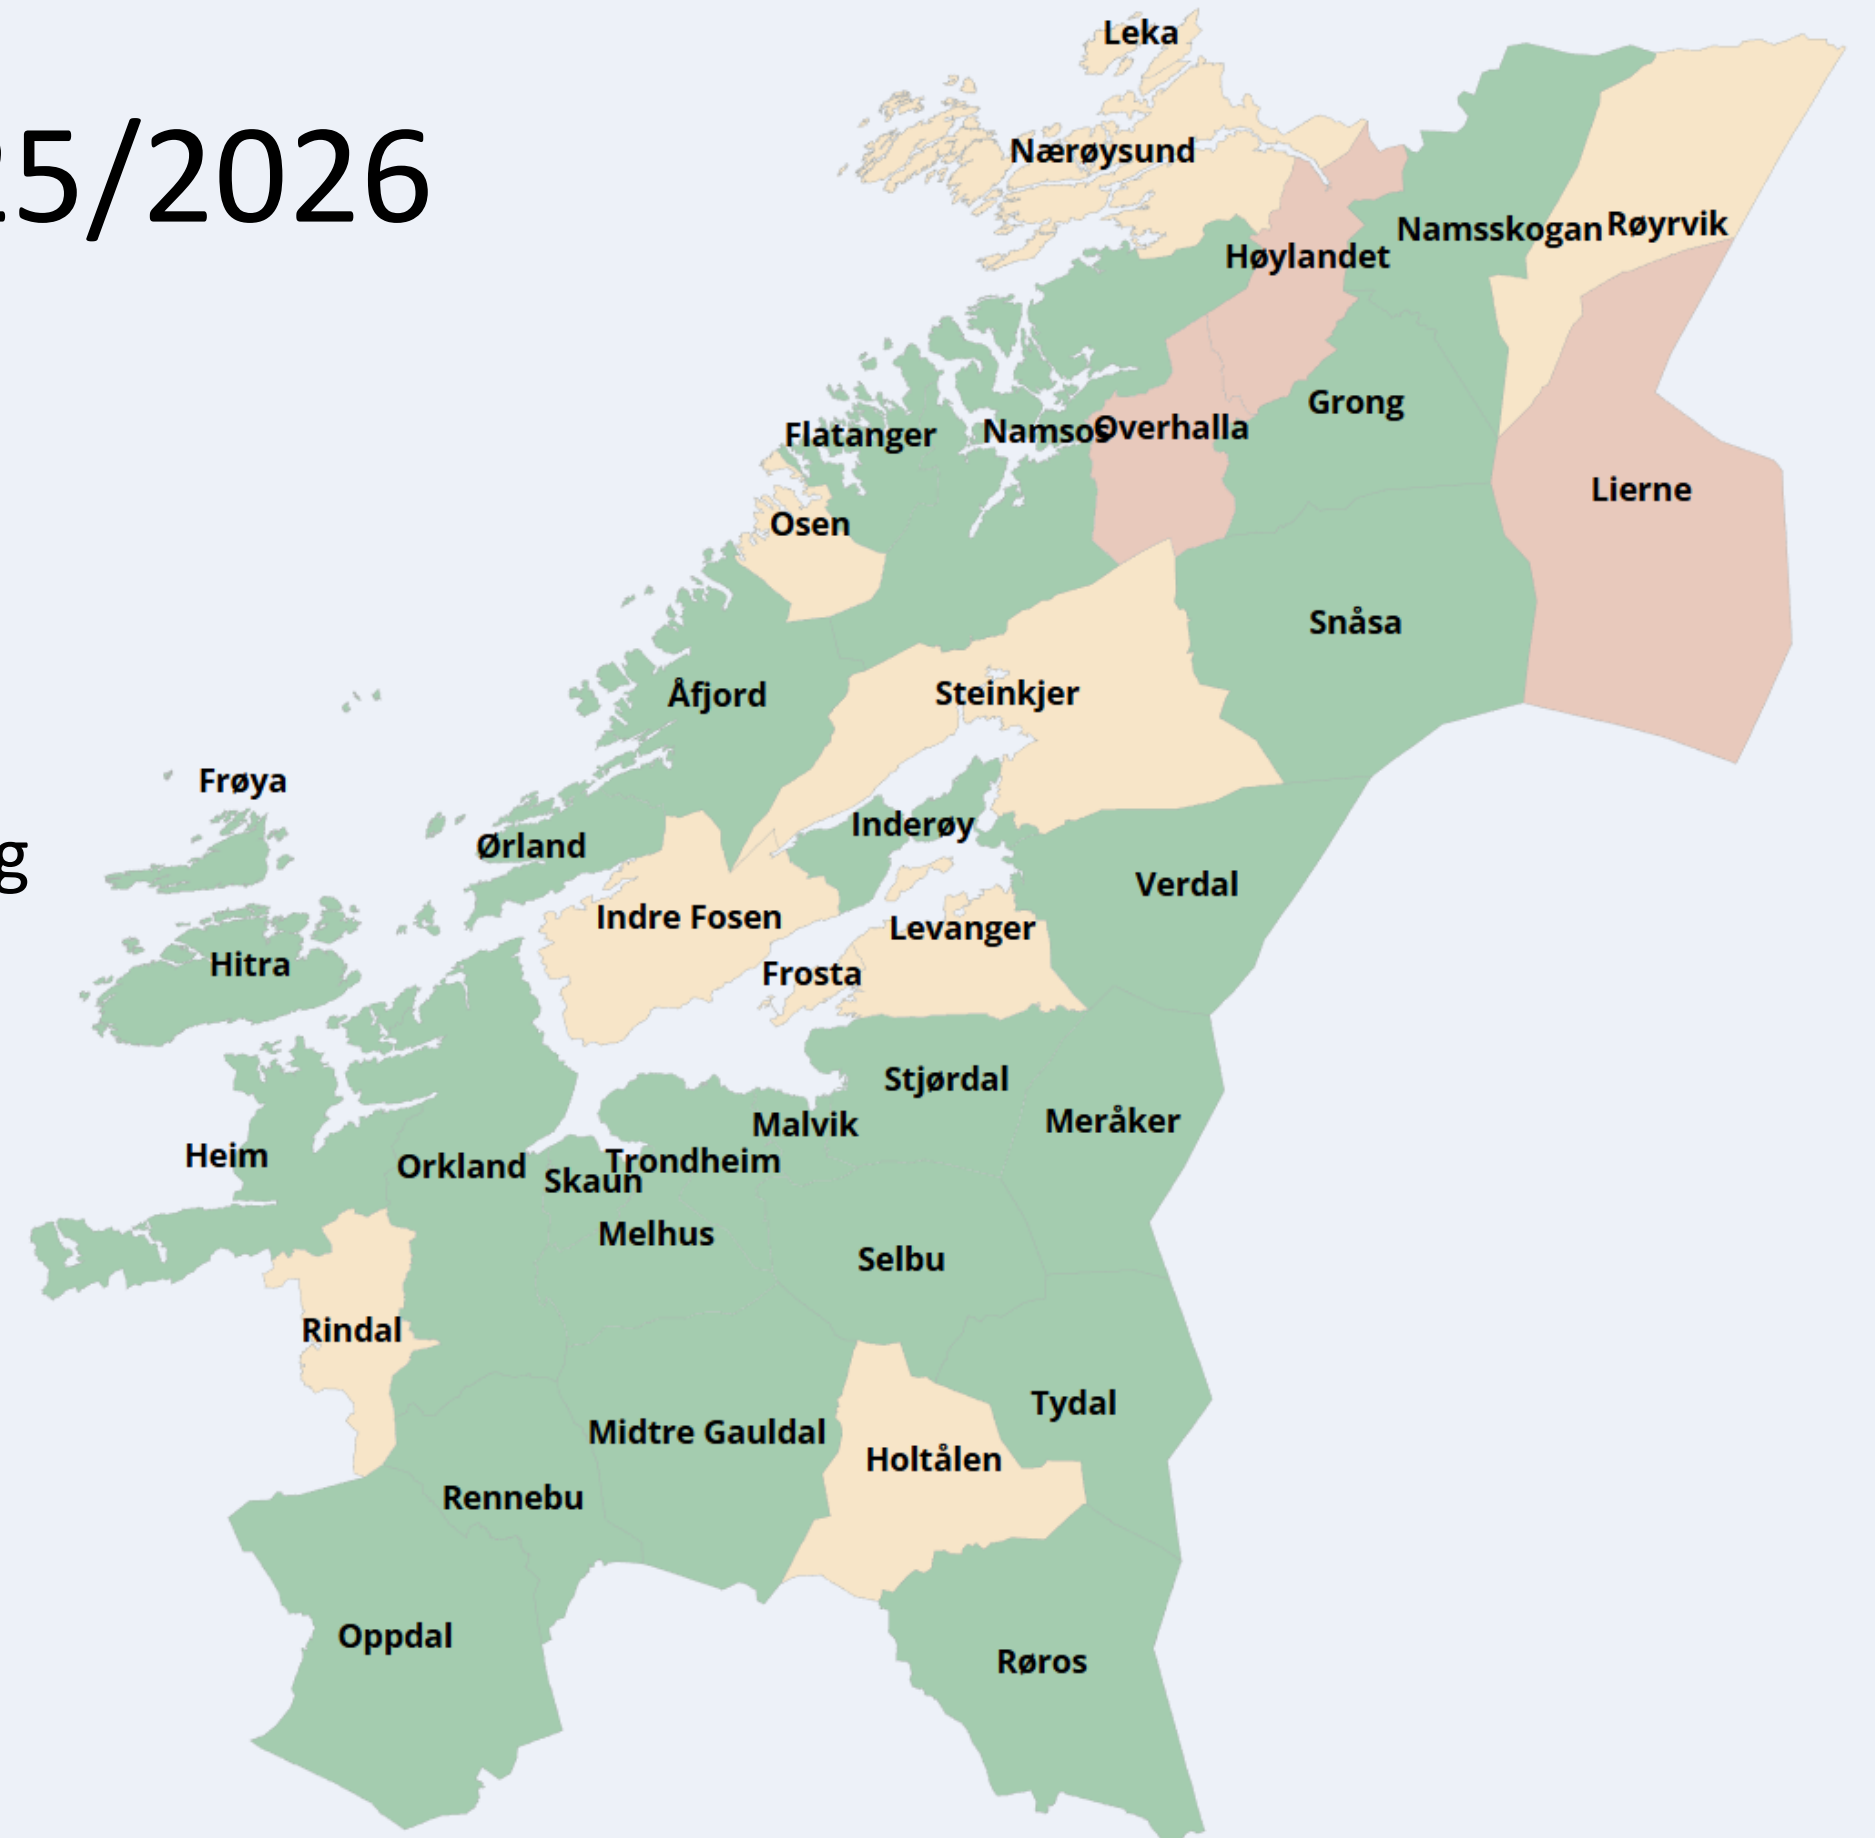 Leka
5/2026
Nærøysund
Namsskogan
Røyrvik
Høylandet
Grong
Flatanger
Namsos
Overhalla
Lierne
Osen
Snåsa
Åfjord
Steinkjer
Frøya
Inderøy
Ørland
g
Verdal
Indre Fosen
Levanger
Hitra
Frosta
Stjørdal
Meråker
Malvik
Heim
Orkland
Trondheim
Skaun
Melhus
Selbu
Rindal
Tydal
Midtre Gauldal
Holtålen
Rennebu
Oppdal
Røros